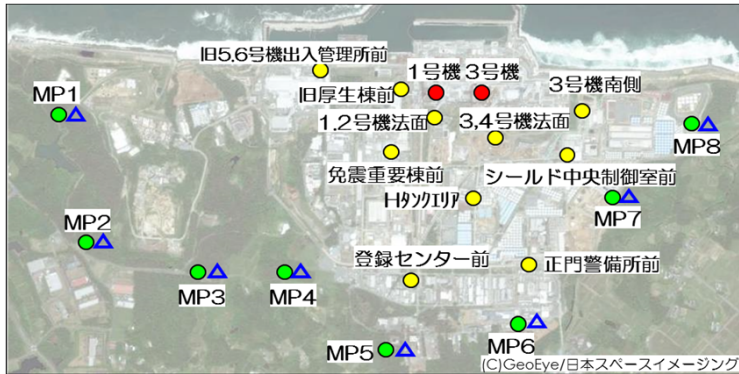 旧5.6号機出入管理所前
1号機 3号機
3号機南側
旧厚生棟前
MP1
1.2号機法面
3,4号機法面
MP8
免震重要棟前
シールド中央制御室前
Hﾀﾝｸｴﾘｱ
MP7
MP2
登録センター前
正門警備所前
MP3
MP4
MP6
MP5
(C)GeoEye/日本スペースイメージング